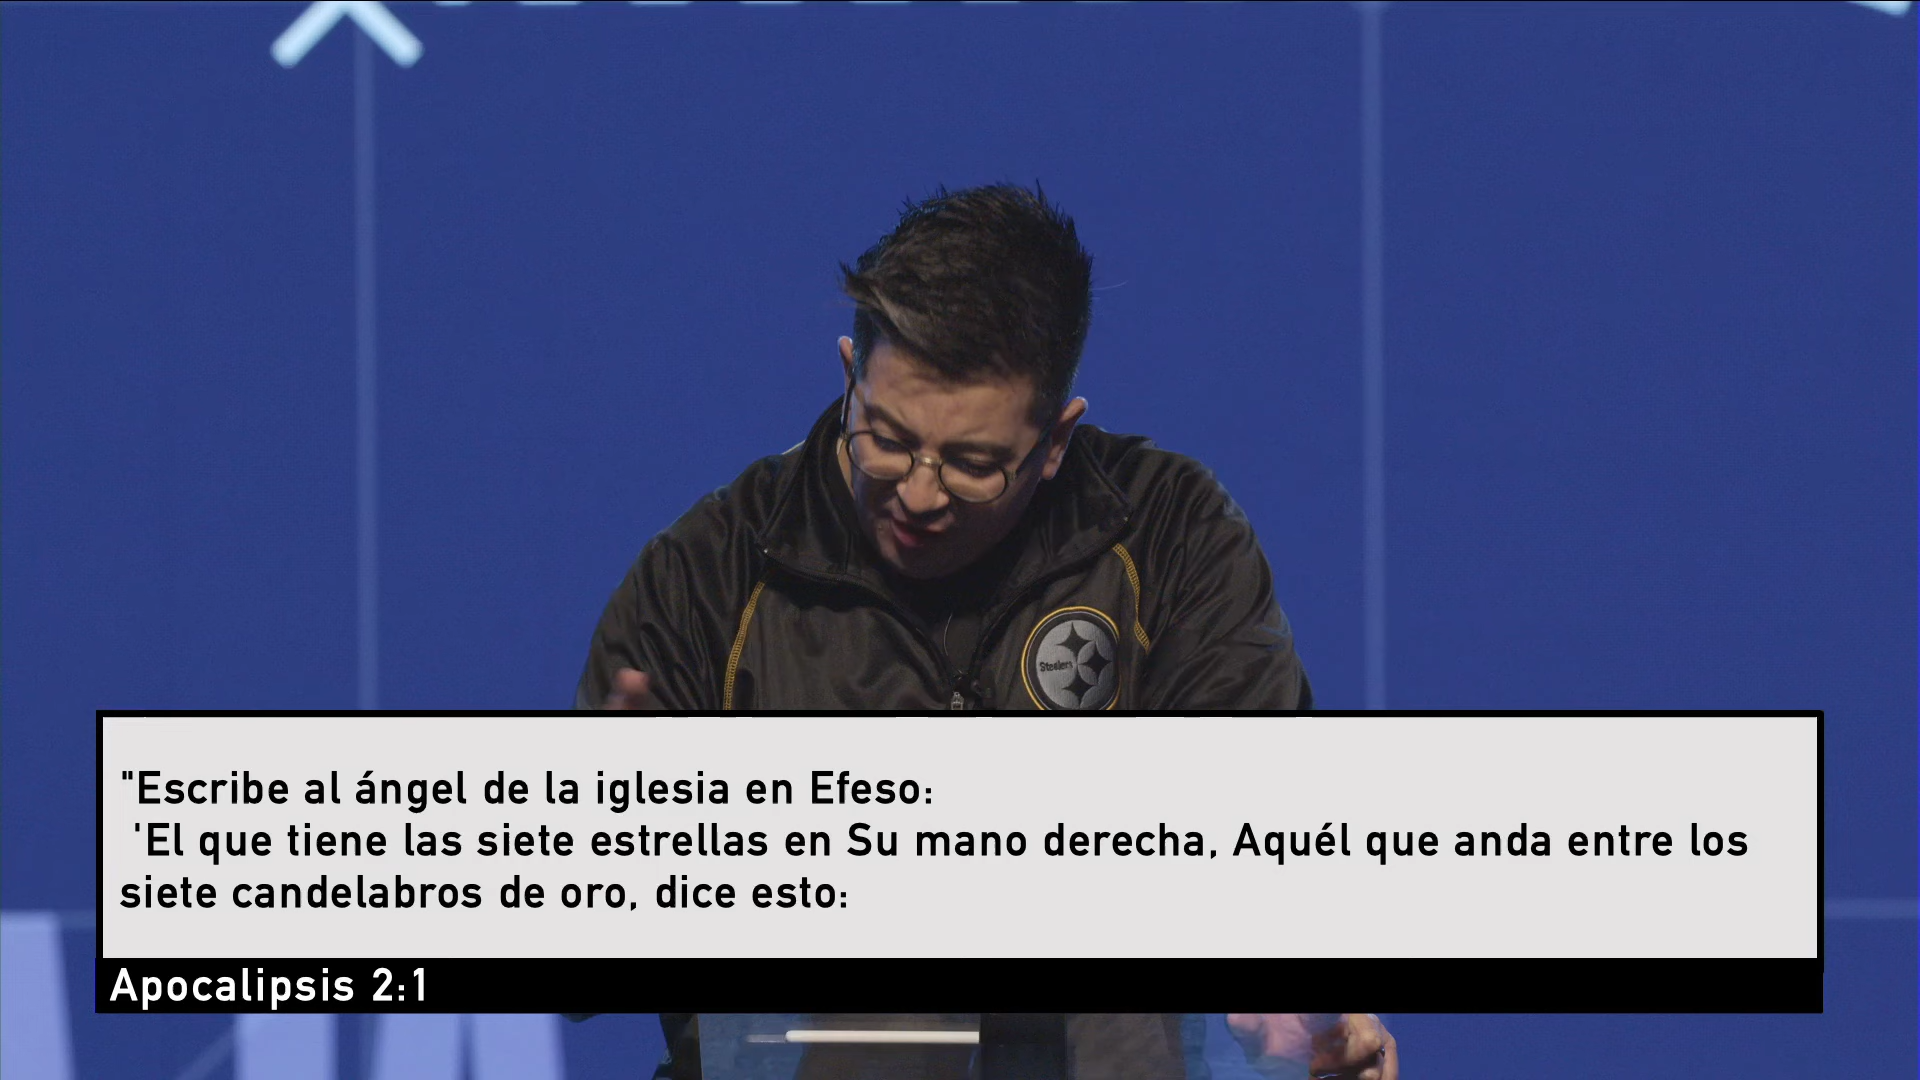 Steelers
"Escribe al ángel de la iglesia en Efeso:
'El que tiene las siete estrellas en Su mano derecha, Aquél que anda entre los
siete candelabros de oro, dice esto:
Apocalipsis 2:1